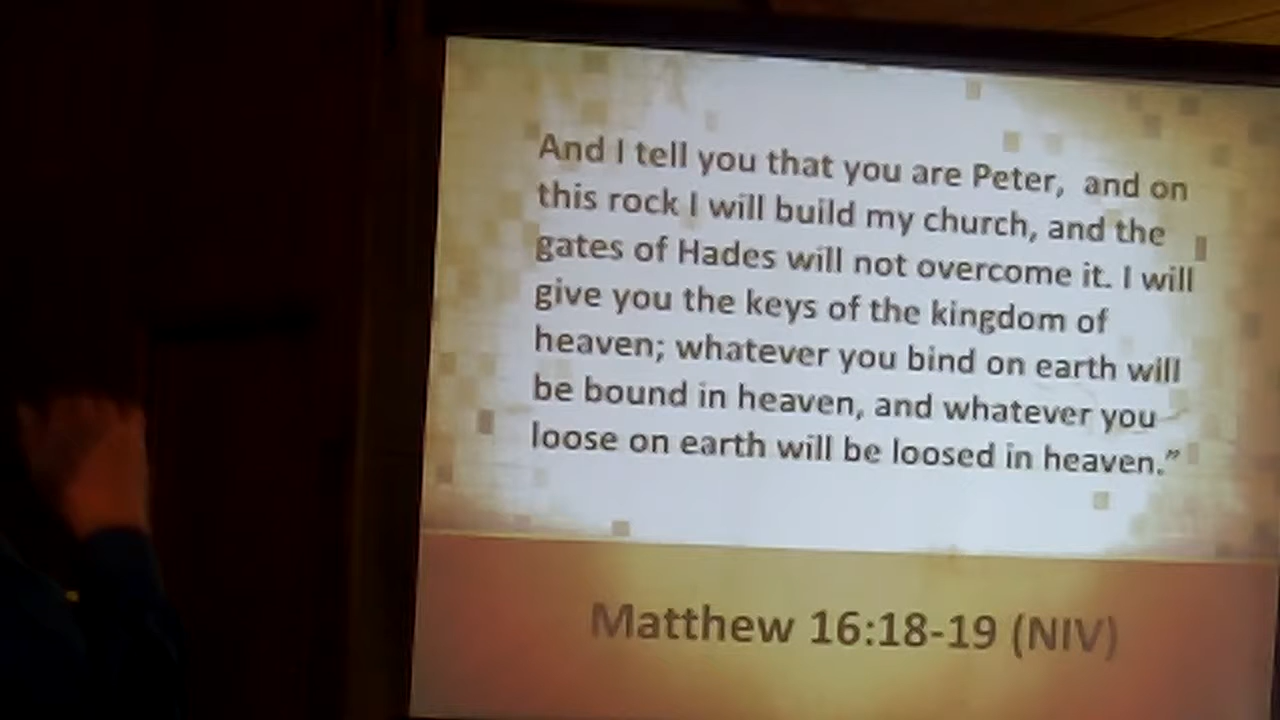 And I tell you that you are Peter,  and on
this rock I will build my church, and the
gates of Hades will not overcome it. I will
give you the keys of the kingdom of
heaven; whatever you bind on earth will
be bound in heaven, and whatever you
loose on earth will be loosed in heaven.”
Matthew 16:18-19 (NIV)